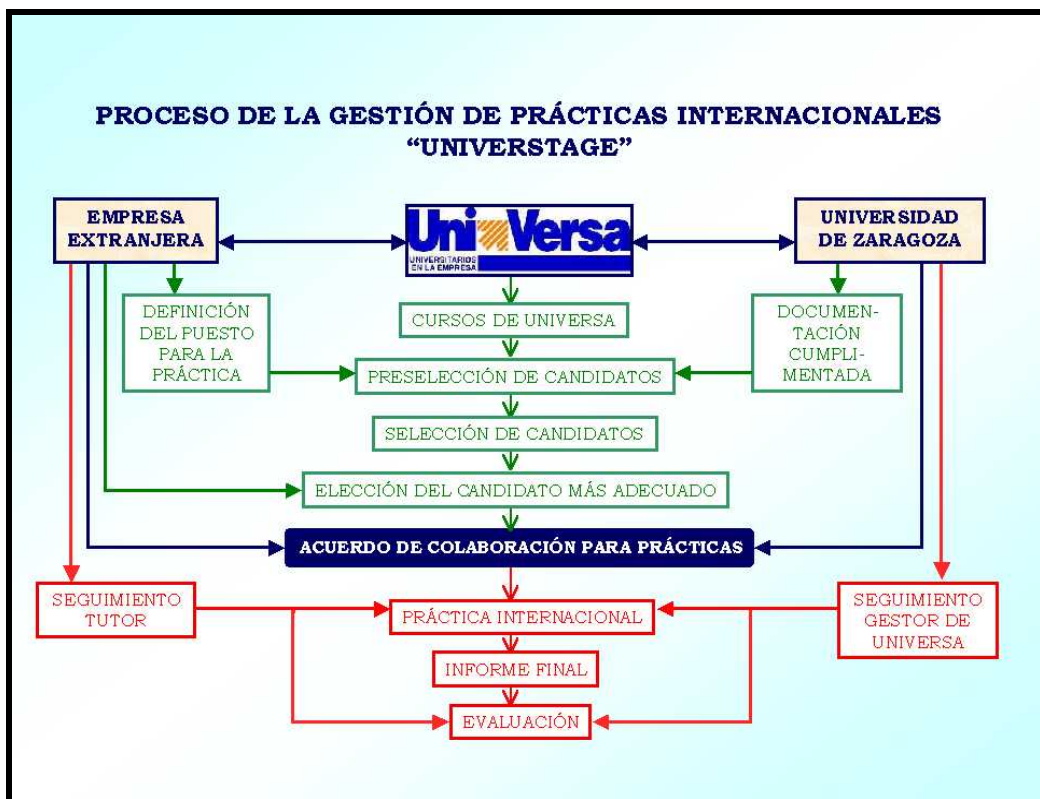 PROCESO DE LA GESTIÓN DE PRÁCTICAS INTERNACIONALES
“UNIVERSTAGE”
EMPRESA
EXTRANJERA
UniVersa
UNIVERSITARIOS
EN LA EMPRESA
UNIVERSIDAD
DE ZARAGOZA
DEFINICIÓN
DEL PUESTO
PARA LA
PRÁCTICA
CURSOS DE UNIVERSA
DOCUMEN-
TACIÓN
CUMPLI-
MENTADA
PRESELECCIÓN DE CANDIDATOS
SELECCIÓN DE CANDIDATOS
ELECCIÓN DEL CANDIDATO MÁS ADECUADO
ACUERDO DE COLABORACIÓN PARA PRÁCTICAS
SEGUIMIENTO
TUTOR
PRÁCTICA INTERNACIONAL
SEGUIMIENTO
GESTOR DE
UNIVERSA
INFORME FINAL
EVALUACIÓN